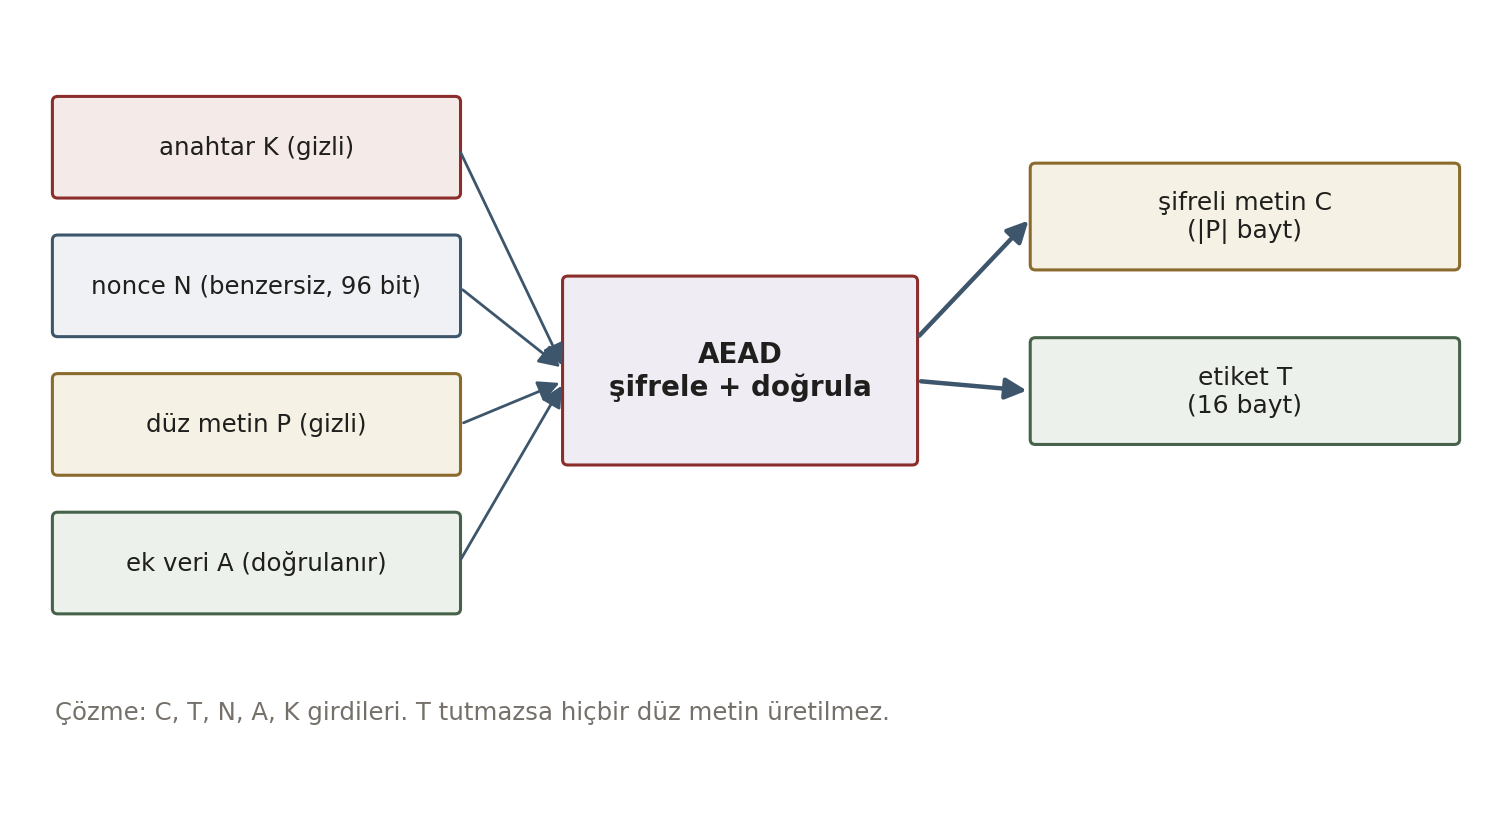 anahtar K (gizli)
nonce N (benzersiz, 96 bit)
düz metin P (gizli)
ek veri A (doğrulanır)
AEAD
şifrele + doğrula
şifreli metin C
(|P| bayt)
etiket T
(16 bayt)
Çözme: C, T, N, A, K girdileri. T tutmazsa hiçbir düz metin üretilmez.